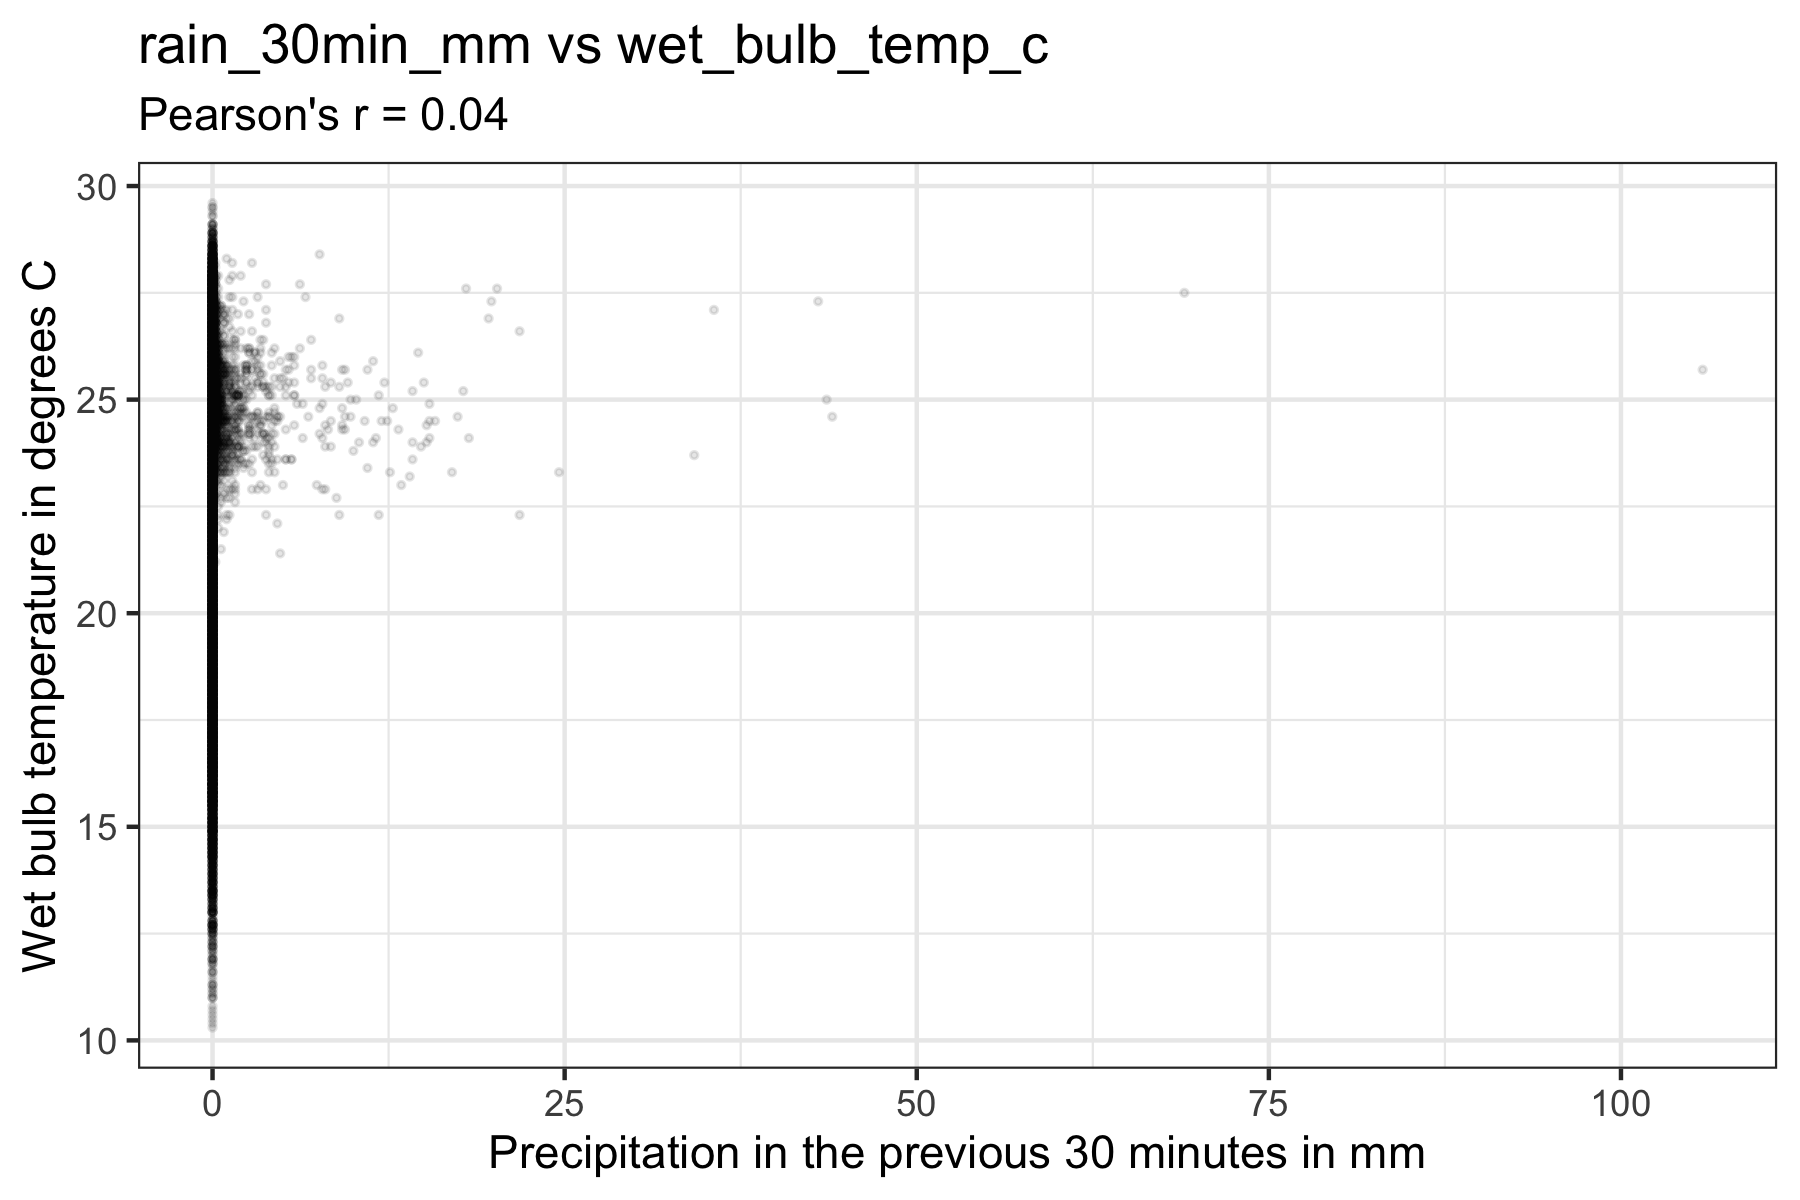 rain_30min_mm vs wet_bulb_temp_c
Pearson's r = 0.04
Wet bulb temperature in degrees C
30
25
20
15
10
0 25 50 75 100
Precipitation in the previous 30 minutes in mm